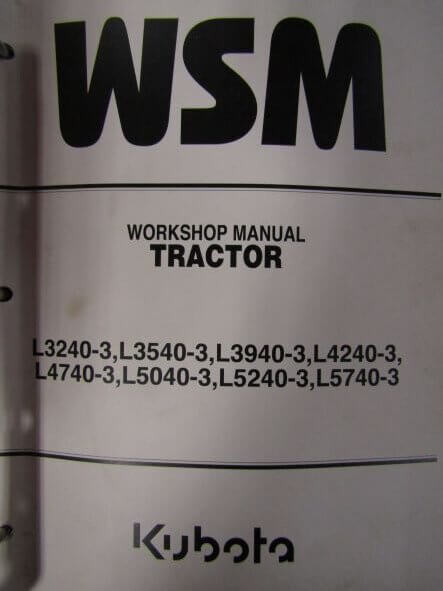 WSM
WORKSHOP MANUAL
TRACTOR
L3240-3,L3540-3,L3940-3,L4240-3,
L4740-3,L5040-3,L5240-3,L5740-3
Kubota